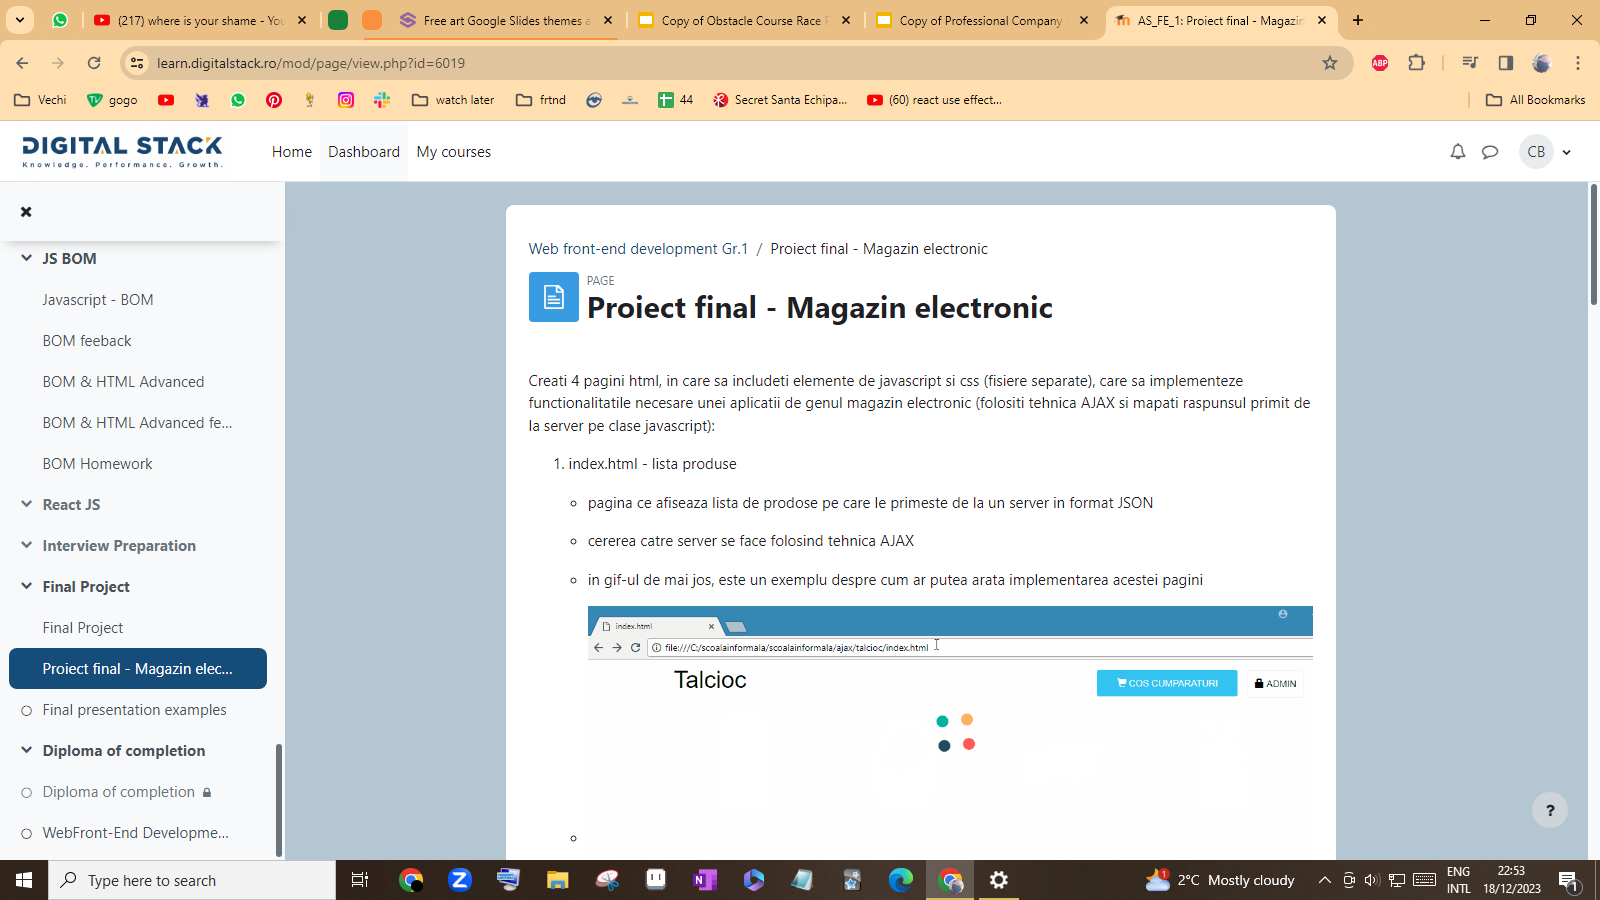 (217) where is your shame - You
Free art Google Slides themes a
Copy of Obstacle Course Race P
Copy of Professional Company
AS_FE_1: Proiect final - Magazin
learn.digitalstack.ro/mod/page/view.php?id=6019
ABP
Vechi
gogo
watch later
frtnd
44
Secret Santa Echipa...
(60) react use effect...
All Bookmarks
DIGITAL STACK
Knowledge. Performance. Growth.
Home
Dashboard
My courses
CB
JS BOM
Javascript - BOM
BOM feeback
BOM & HTML Advanced
BOM & HTML Advanced fe...
BOM Homework
React JS
Interview Preparation
Final Project
Final Project
Proiect final - Magazin elec...
Final presentation examples
Diploma of completion
Diploma of completion
WebFront-End Developme...
Web front-end development Gr.1 / Proiect final - Magazin electronic
PAGE
Proiect final - Magazin electronic
Creati 4 pagini html, in care sa includeti elemente de javascript si css (fisiere separate), care sa implementeze
functionalitatile necesare unei aplicatii de genul magazin electronic (folositi tehnica AJAX si mapati raspunsul primit de
la server pe clase javascript):
1. index.html - lista produse
pagina ce afiseaza lista de prodose pe care le primeste de la un server in format JSON
cererea catre server se face folosind tehnica AJAX
in gif-ul de mai jos, este un exemplu despre cum ar putea arata implementarea acestei pagini
index.html
file:///C:/scoalainformala/scoalainformala/ajax/talcioc/index.html
Talcioc
COS CUMPARATURI
ADMIN
?
Type here to search
1
2°C Mostly cloudy
ENG
INTL
22:53
18/12/2023
1